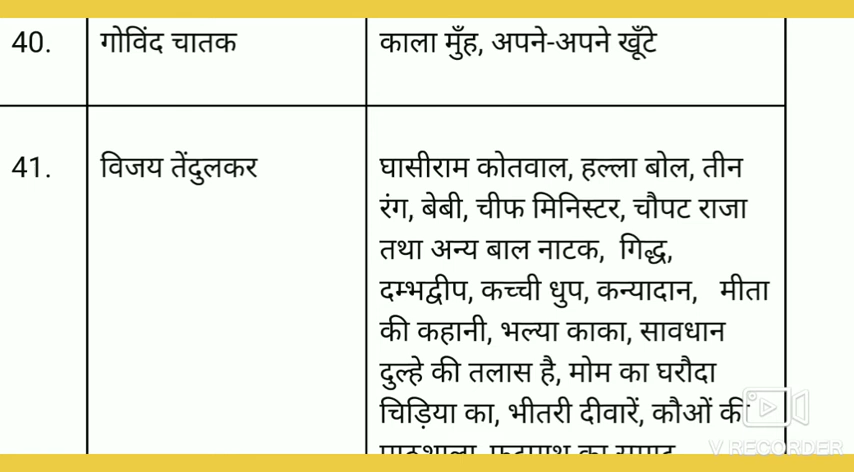 40. गोविंद चातक काला मुँह, अपने-अपने खूँटे
41. विजय तेंदुलकर घासीराम कोतवाल, हल्ला बोल, तीन
रंग, बेबी, चीफ मिनिस्टर, चौपट राजा
तथा अन्य बाल नाटक, गिद्ध,
दम्भद्वीप, कच्ची धुप, कन्यादान, मीता
की कहानी, भल्या काका, सावधान
दुल्हे की तलास है, मोम का घरौदा
चिड़िया का, भीतरी दीवारें, कौओं की
V RECORDER